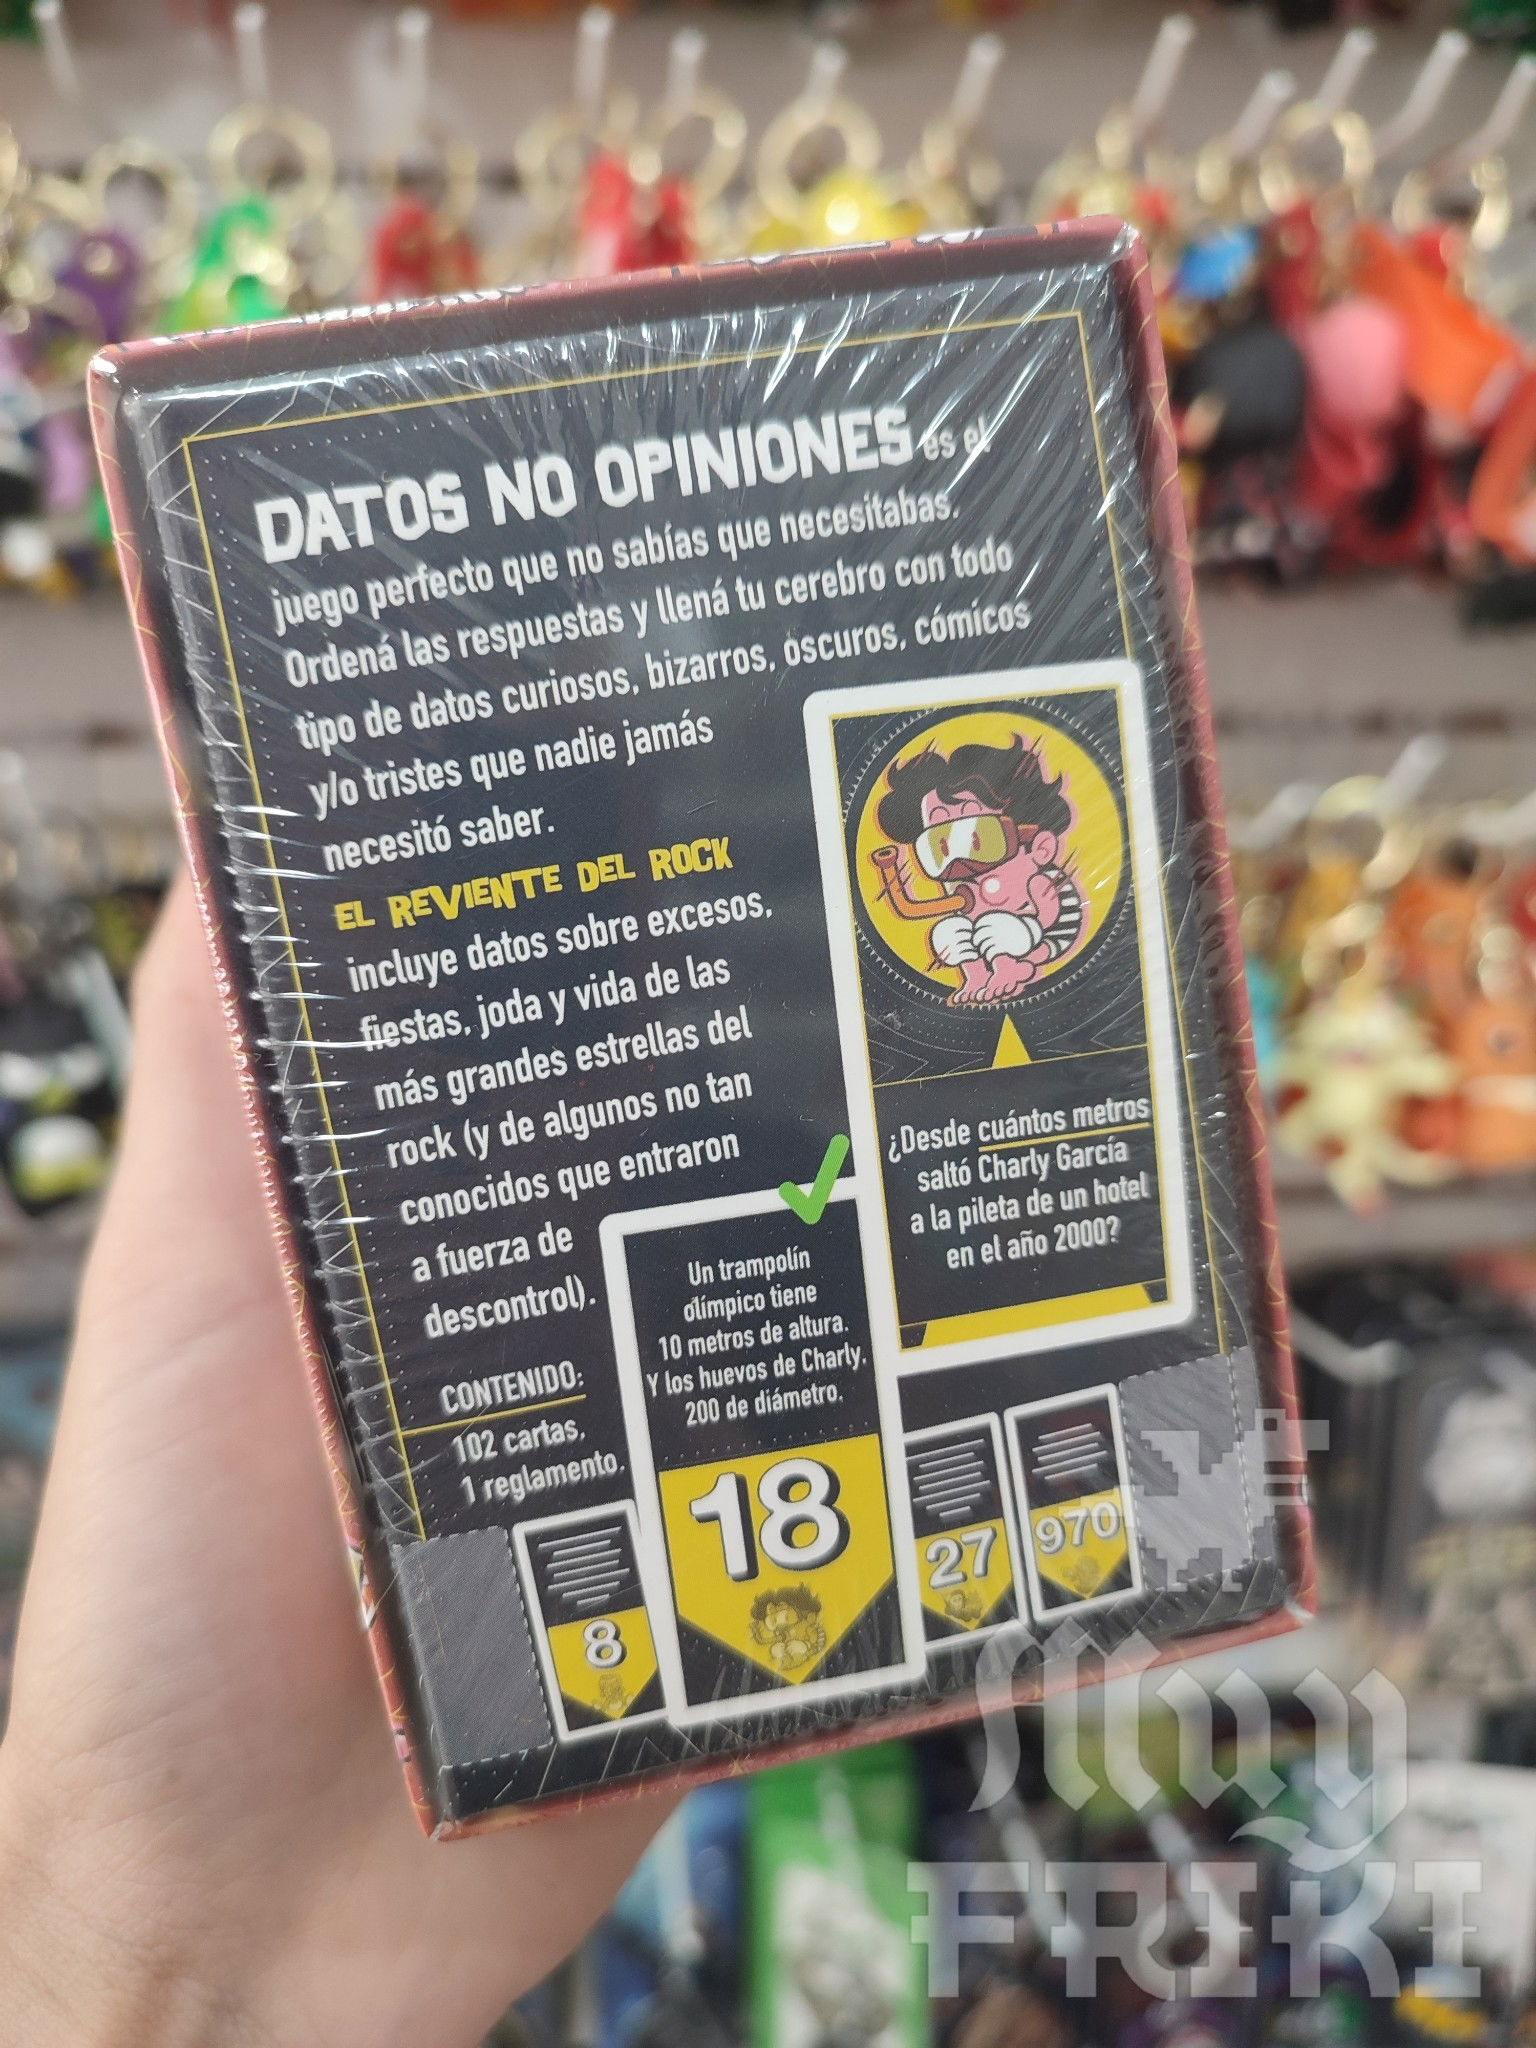 DATOS NO OPINIONES es el
juego perfecto que no sabías que necesitabas.
Ordená las respuestas y llená tu cerebro con todo
tipo de datos curiosos, bizarros, oscuros, cómicos
y/o tristes que nadie jamás
necesitó saber.
EL REVIENTE DEL ROCK
incluye datos sobre excesos,
fiestas, joda y vida de las
más grandes estrellas del
rock (y de algunos no tan
conocidos que entraron
a fuerza de
descontrol).
CONTENIDO:
102 cartas,
1 reglamento.
¿Desde cuántos metros
saltó Charly García
a la pileta de un hotel
en el año 2000?
Un trampolín
olímpico tiene
10 metros de altura.
Y los huevos de Charly,
200 de diámetro.
8
18
27
970
Muy
FRIKI